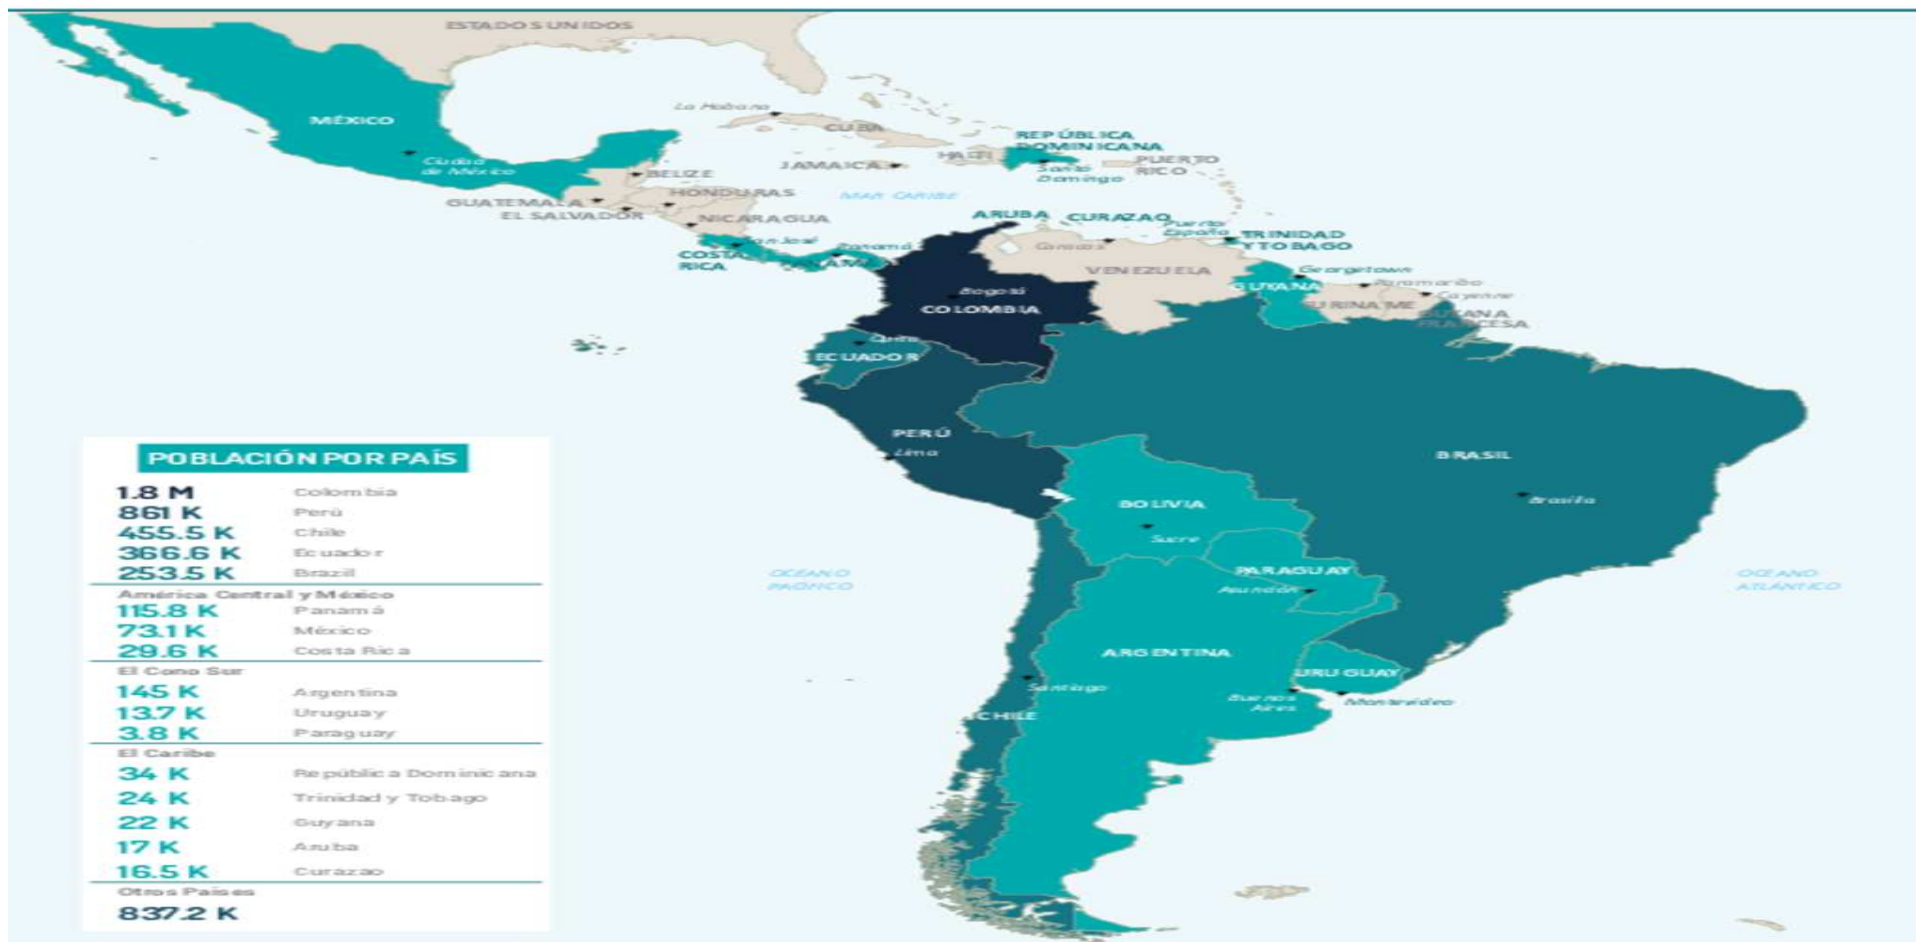 ESTADOS UNIDOS
MÉXICO
Ciudad
de México
La Habana
CUBA
JAMAICA
HAITI
REPÚBLICA
DOMINICANA
Santo
Domingo
PUERTO
RICO
BELIZE
GUATEMALA
HONDURAS
EL SALVADOR
NICARAGUA
MAR CARIBE
COSTA
RICA
San José
PANAMÁ
Panamá
ARUBA
CURAZAO
Puerto
España
TRINIDAD
Y TOBAGO
Caracas
VENEZUELA
Georgetown
GUYANA
Paramaribo
SURINAME
Cayenne
GUYANA
FRANCESA
Bogotá
COLOMBIA
Quito
ECUADOR
PERÚ
Lima
BRASIL
Brasilia
BOLIVIA
Sucre
PARAGUAY
Asunción
OCÉANO
PACÍFICO
OCÉANO
ATLÁNTICO
ARGENTINA
URUGUAY
Santiago
CHILE
Buenos
Aires
Montevideo
POBLACIÓN POR PAÍS
1.8 M Colombia
861 K Perú
455.5 K Chile
366.6 K Ecuador
253.5 K Brazil
América Central y México
115.8 K Panamá
73.1 K México
29.6 K Costa Rica
El Cono Sur
145 K Argentina
13.7 K Uruguay
3.8 K Paraguay
El Caribe
34 K República Dominicana
24 K Trinidad y Tobago
22 K Guyana
17 K Aruba
16.5 K Curazao
Otros Países
837.2 K